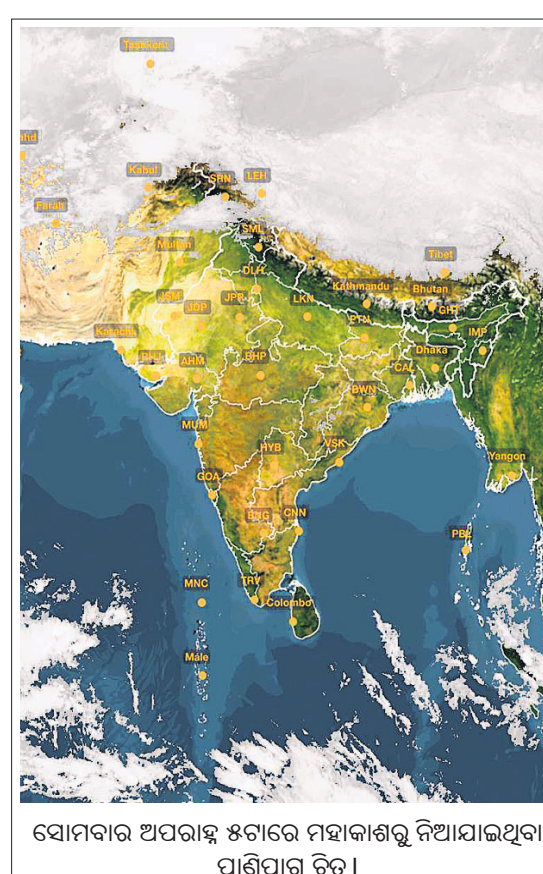 Tashkent
Kabul
SRN LEH
Farah
SML
Multan
Tibet
DLH
Kathmandu Bhutan
JSM JDP JPR LKN GHT
PTN IMP
Karachi Dhaka
BHJ AHM BHP CAL
BWN
MUM
HYB VSK
GOA Yangon
BNG CNN
PBL
MNC TRV
Colombo
Male
ସୋମବାର ଅପରାହ୍ନ ୫ଟାରେ ମହାକାଶରୁ ନିଆଯାଇଥିବା
ପାଣିପାଗ ଚିତ୍ର।